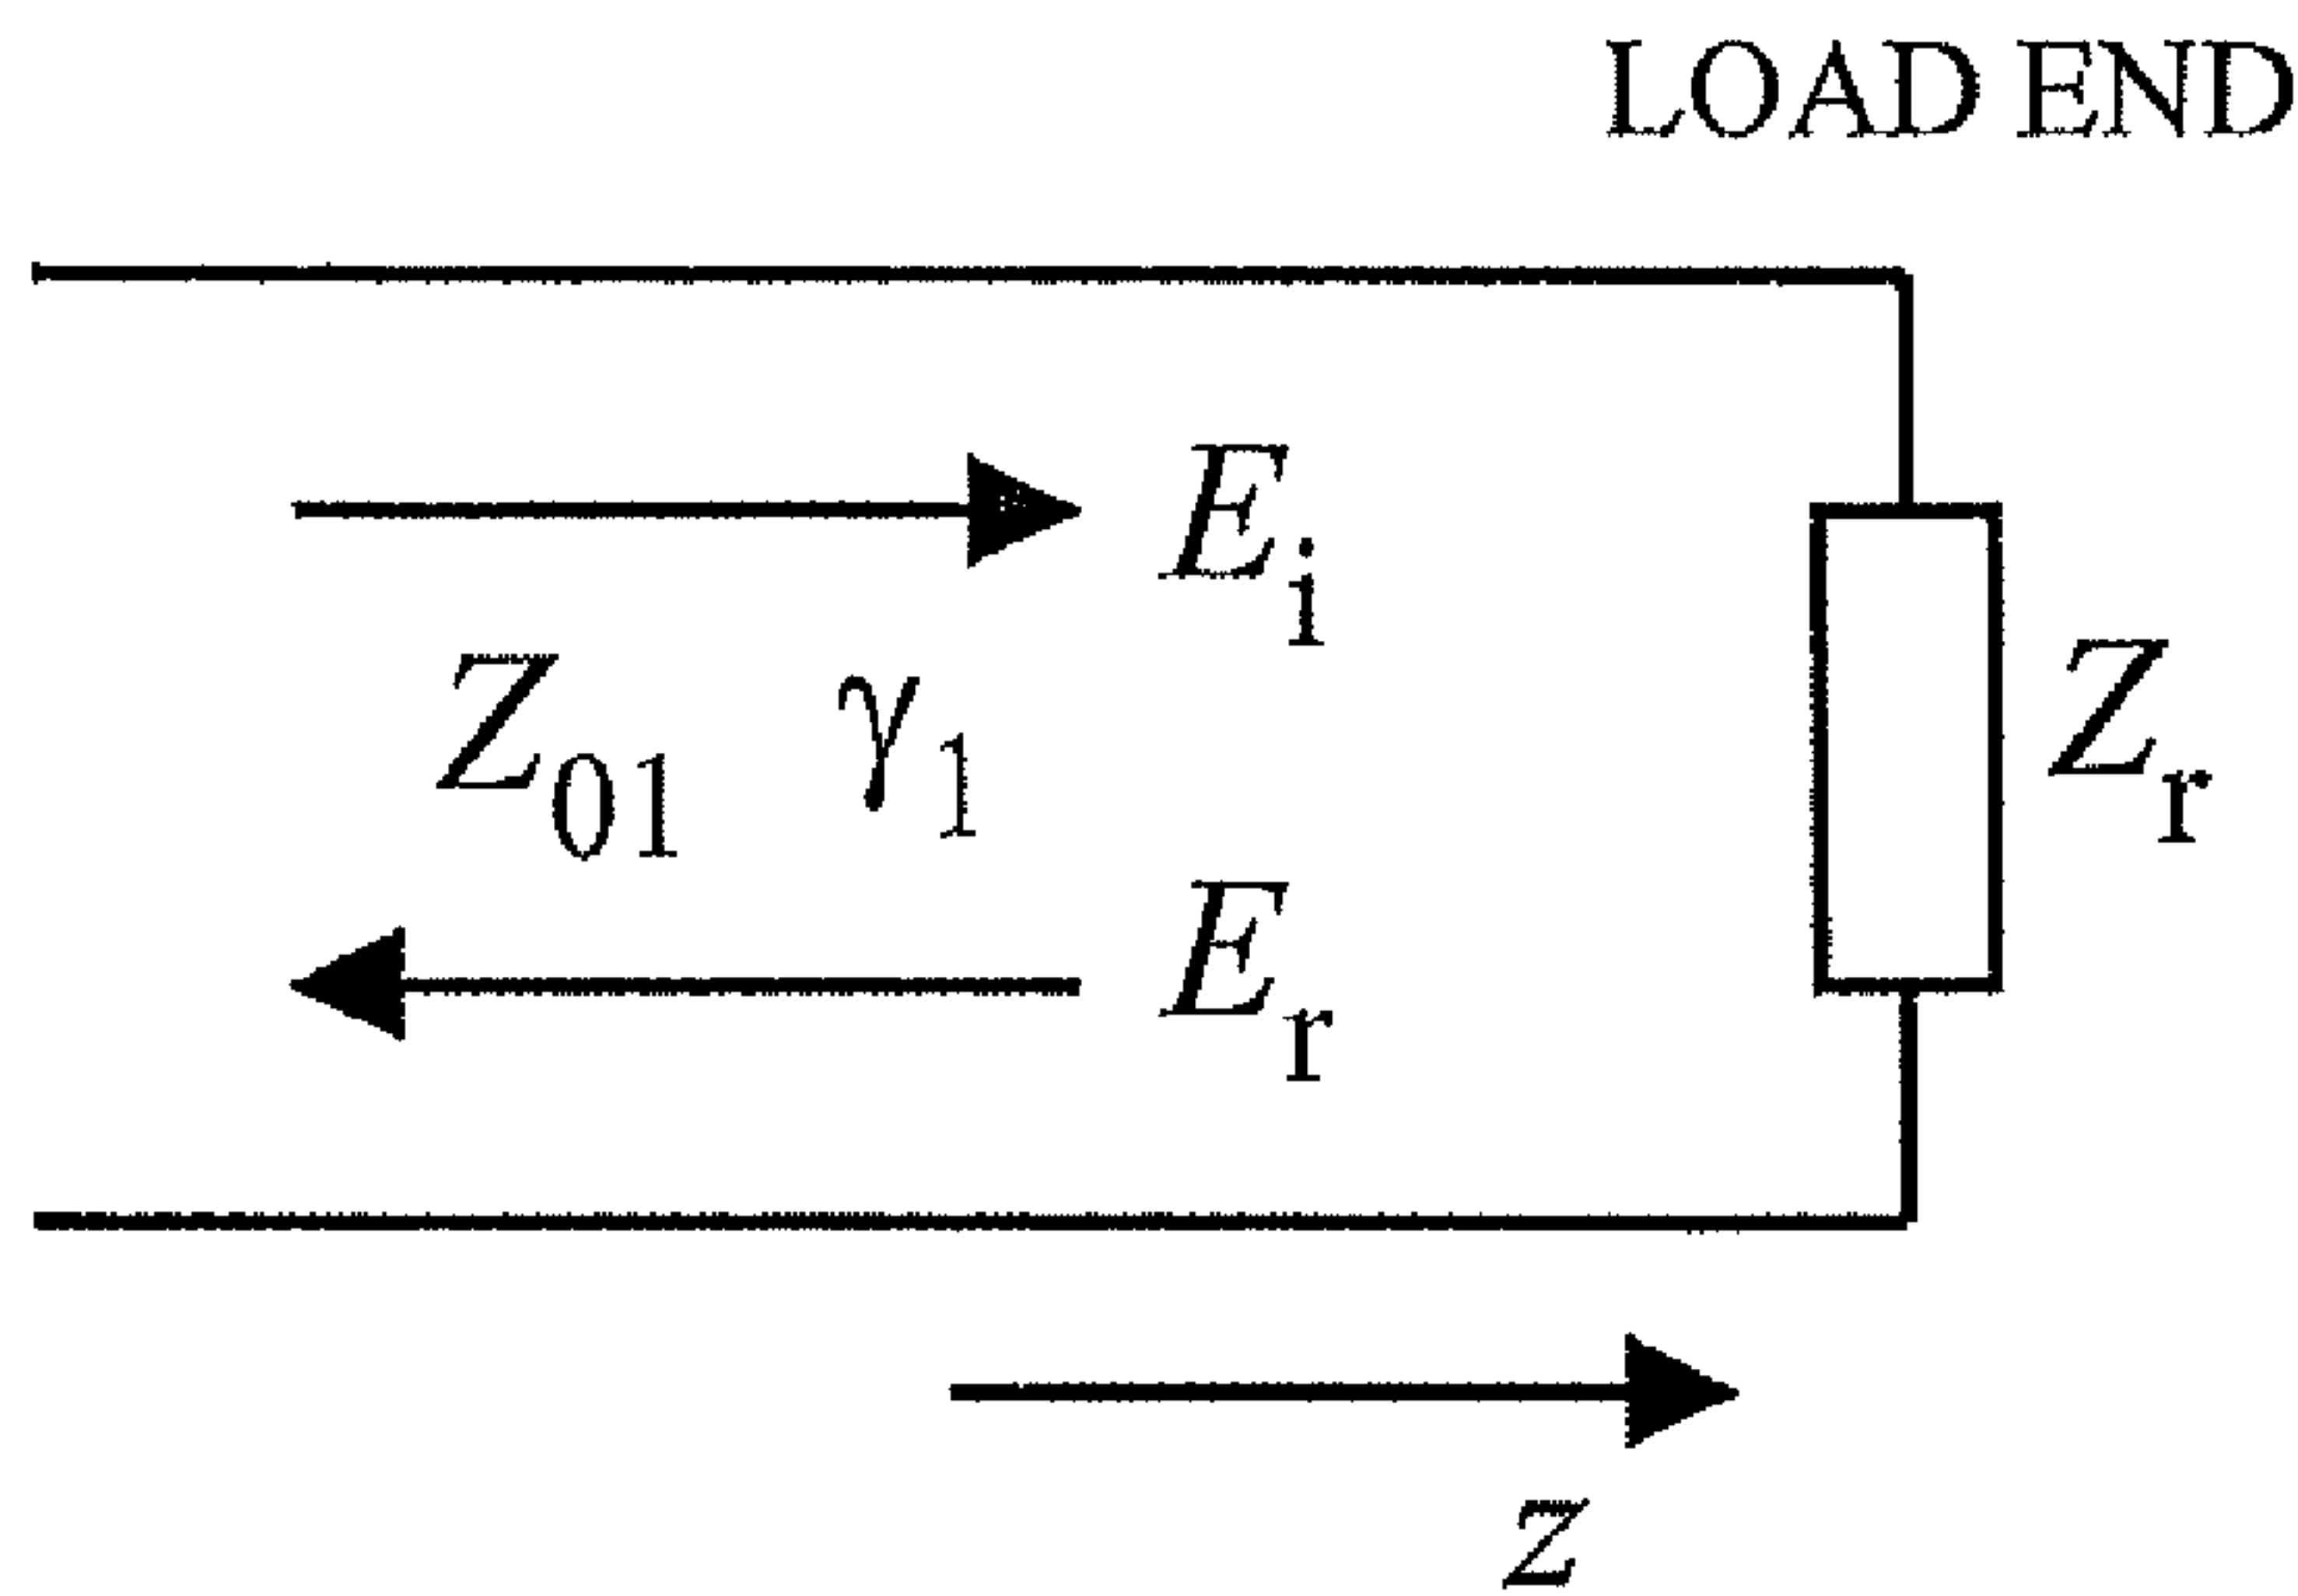 LOAD END
E_i
Z_01 γ_1
Z_r
E_r
z